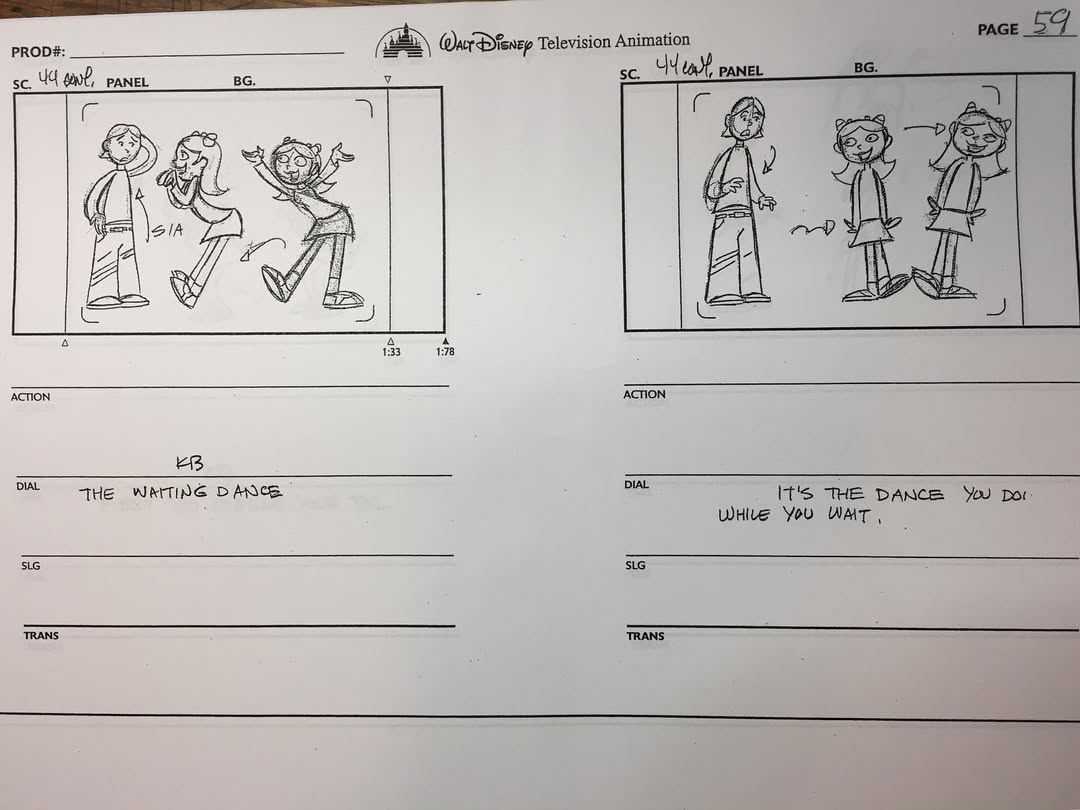 PROD#:
WALT DISNEY Television Animation
PAGE 59
SC. 44 cont, PANEL BG.
SC. 44 cont, PANEL BG.
S/A
1:33 1:78
ACTION
ACTION
KB
DIAL THE WAITING DANCE
DIAL IT'S THE DANCE YOU DO
WHILE YOU WAIT.
SLG
SLG
TRANS
TRANS